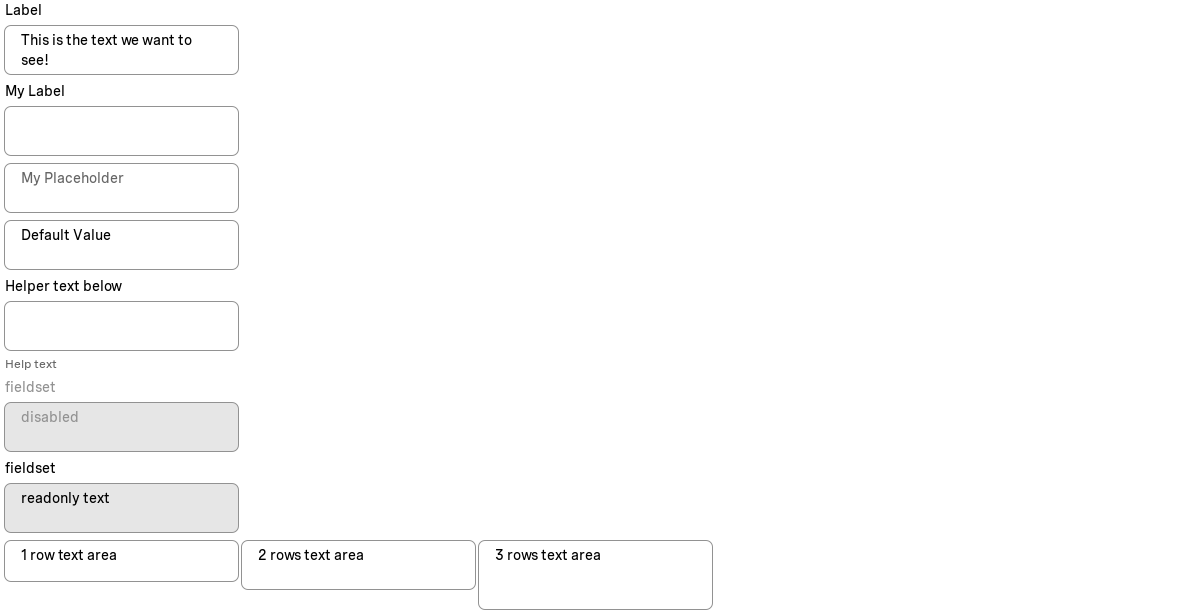 Label
This is the text we want to
see!
My Label
My Placeholder
Default Value
Helper text below
Help text
fieldset
disabled
fieldset
readonly text
1 row text area
2 rows text area
3 rows text area